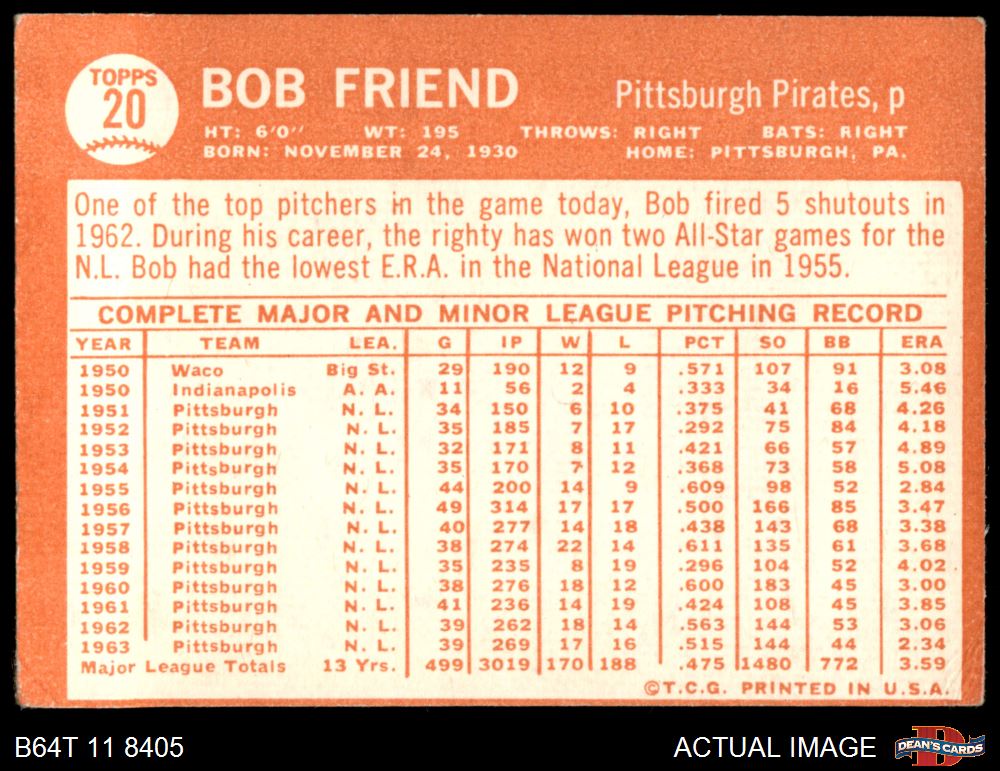 TOPPS
20
BOB FRIEND Pittsburgh Pirates, p
HT: 6'0" WT: 195 THROWS: RIGHT BATS: RIGHT
BORN: NOVEMBER 24, 1930 HOME: PITTSBURGH, PA.
One of the top pitchers in the game today, Bob fired 5 shutouts in
1962. During his career, the righty has won two All-Star games for the
N.L. Bob had the lowest E.R.A. in the National League in 1955.
COMPLETE MAJOR AND MINOR LEAGUE PITCHING RECORD
YEAR TEAM LEA. G IP W L PCT SO BB ERA
1950 Waco Big St. 29 190 12 9 .571 107 91 3.08
1950 Indianapolis A. A. 11 56 2 4 .333 34 16 5.46
1951 Pittsburgh N. L. 34 150 6 10 .375 41 68 4.26
1952 Pittsburgh N. L. 35 185 7 17 .292 75 84 4.18
1953 Pittsburgh N. L. 32 171 8 11 .421 66 57 4.89
1954 Pittsburgh N. L. 35 170 7 12 .368 73 58 5.08
1955 Pittsburgh N. L. 44 200 14 9 .609 98 52 2.84
1956 Pittsburgh N. L. 49 314 17 17 .500 166 85 3.47
1957 Pittsburgh N. L. 40 277 14 18 .438 143 68 3.38
1958 Pittsburgh N. L. 38 274 22 14 .611 135 61 3.68
1959 Pittsburgh N. L. 35 235 8 19 .296 104 52 4.02
1960 Pittsburgh N. L. 38 276 18 12 .600 183 45 3.00
1961 Pittsburgh N. L. 41 236 14 19 .424 108 45 3.85
1962 Pittsburgh N. L. 39 262 18 14 .563 144 53 3.06
1963 Pittsburgh N. L. 39 269 17 16 .515 144 44 2.34
Major League Totals 13 Yrs. 499 3019 170 188 .475 1480 772 3.59
©T.C.G. PRINTED IN U.S.A.
B64T 11 8405 ACTUAL IMAGE DEAN'S CARDS